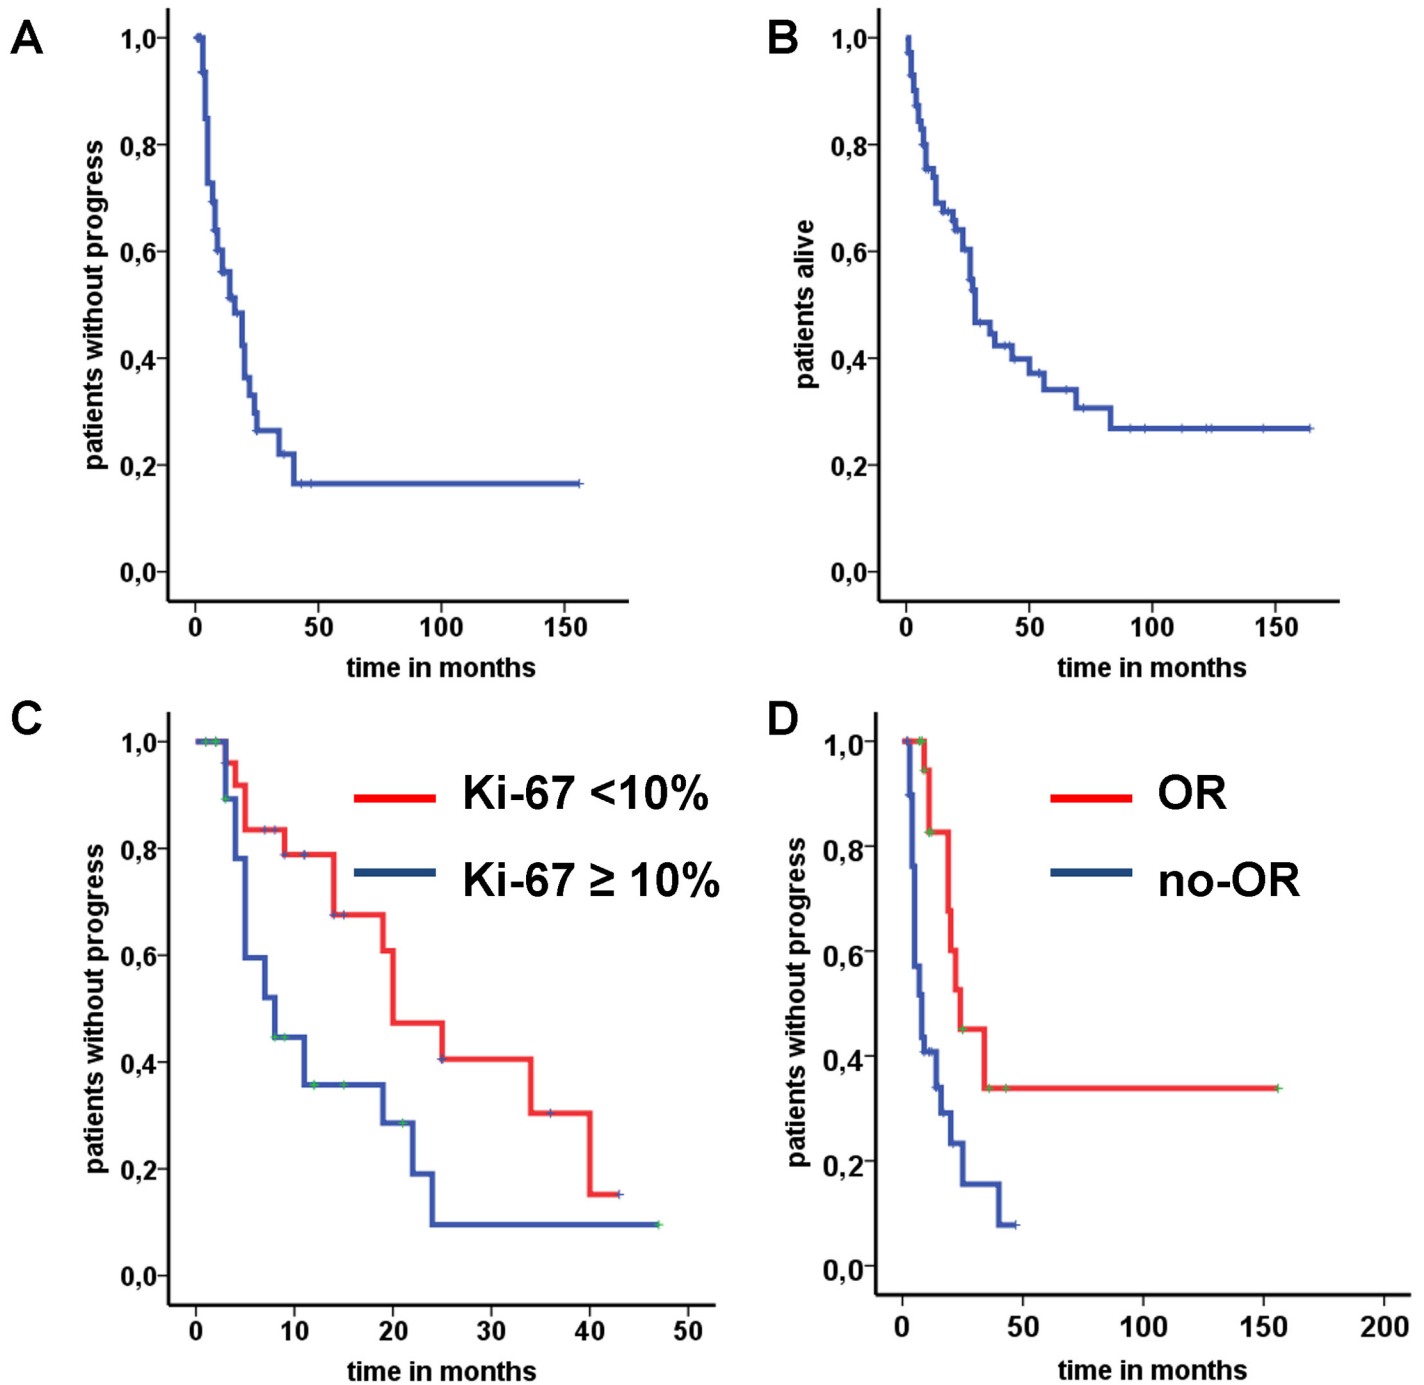 A
patients without progress
1,0
0,8
0,6
0,4
0,2
0,0
0 50 100 150
time in months
B
patients alive
1,0
0,8
0,6
0,4
0,2
0,0
0 50 100 150
time in months
C
patients without progress
1,0
0,8
0,6
0,4
0,2
0,0
Ki-67 <10%
Ki-67 ≥ 10%
0 10 20 30 40 50
time in months
D
patients without progress
1,0
0,8
0,6
0,4
0,2
0,0
OR
no-OR
0 50 100 150 200
time in months